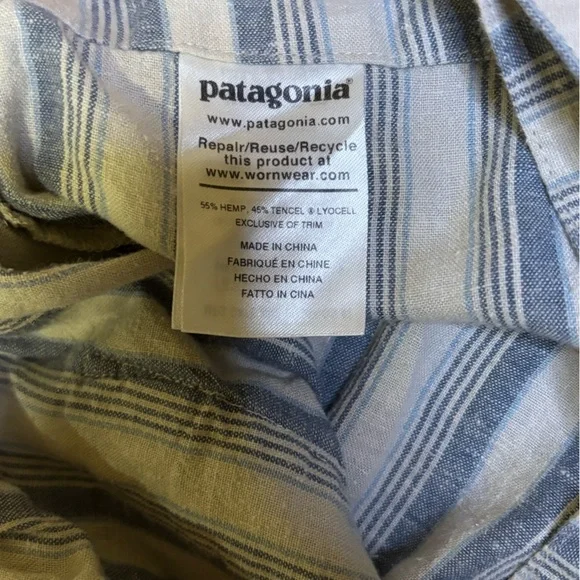 patagonia®
www.patagonia.com
Repair/Reuse/Recycle
this product at
www.wornwear.com
55% HEMP, 45% TENCEL ® LYOCELL
EXCLUSIVE OF TRIM
MADE IN CHINA
FABRIQUÉ EN CHINE
HECHO EN CHINA
FATTO IN CINA